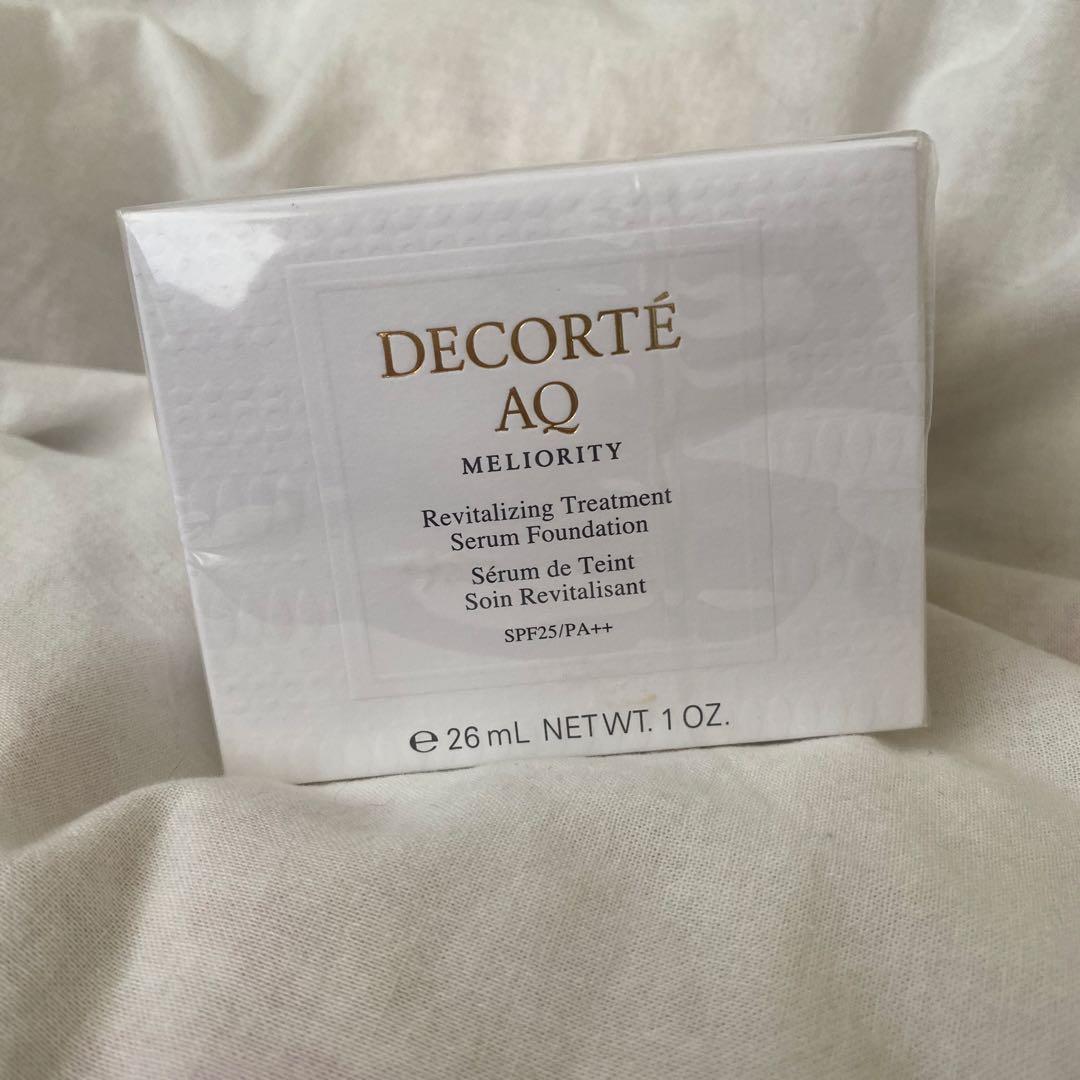 DECORTÉ
AQ
MELIORITY
Revitalizing Treatment
Serum Foundation
Sérum de Teint
Soin Revitalisant
SPF25/PA++
℮ 26 mL NET WT. 1 OZ.